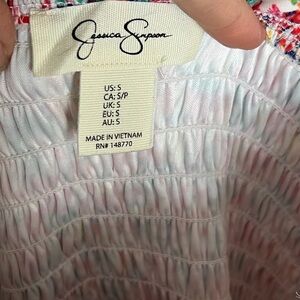 Jessica Simpson
US: S
CA: S/P
UK: S
EU: S
AU: S
MADE IN VIETNAM
RN# 148770